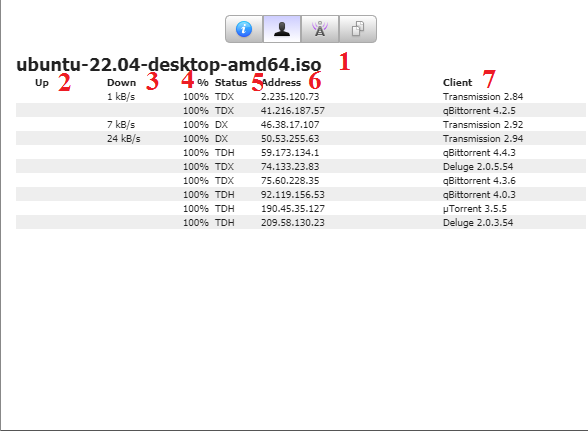 ubuntu-22.04-desktop-amd64.iso 1
Up 2 Down 3 4 % Status 5 Address 6 Client 7
1 kB/s 100% TDX 2.235.120.73 Transmission 2.84
100% TDX 41.216.187.57 qBittorrent 4.2.5
7 kB/s 100% DX 46.38.17.107 Transmission 2.92
24 kB/s 100% DX 50.53.255.63 Transmission 2.94
100% TDH 59.173.134.1 qBittorrent 4.4.3
100% TDX 74.133.23.83 Deluge 2.0.5.54
100% TDX 75.60.228.35 qBittorrent 4.3.6
100% TDH 92.119.156.53 qBittorrent 4.0.3
100% TDH 190.45.35.127 µTorrent 3.5.5
100% TDH 209.58.130.23 Deluge 2.0.3.54